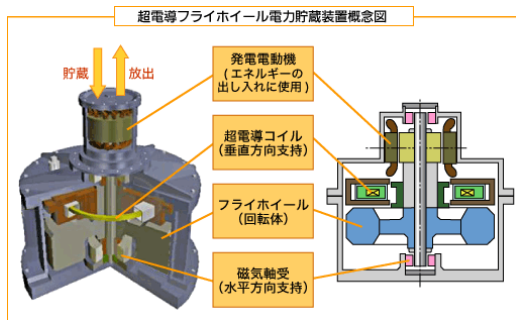 超電導フライホイール電力貯蔵装置概念図
貯蔵
放出
発電電動機
(エネルギーの
出し入れに使用)
超電導コイル
(垂直方向支持)
フライホイール
(回転体)
磁気軸受
(水平方向支持)